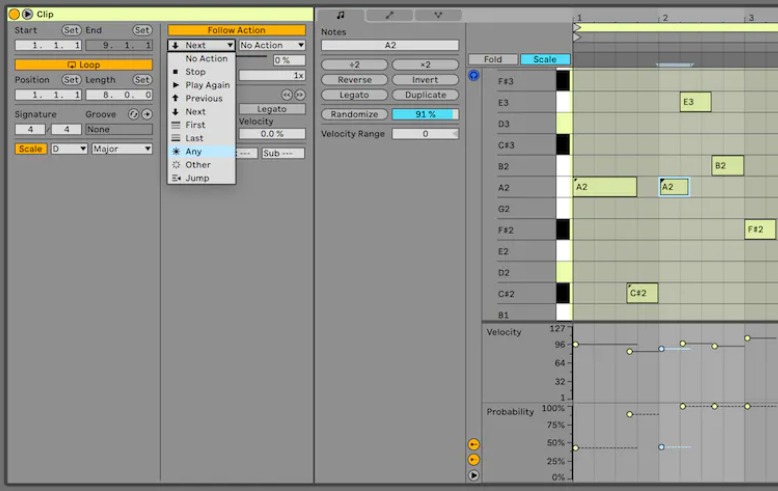 Clip
Start Set End Set
1. 1. 1 9. 1. 1
Loop
Position Set Length Set
1. 1. 1 8. 0. 0
Signature Groove
4 / 4 None
Scale D Major
Follow Action
Next No Action
No Action
Stop
Play Again
Previous
Next
First
Last
Any
Other
Jump
0 %
1x
Legato
Velocity
0.0 %
--- Sub ---
Notes
A2
÷2 ×2
Reverse Invert
Legato Duplicate
Randomize 91 %
Velocity Range 0
Fold Scale
1 2 3
F#3
E3 E3
D3
C#3
B2 B2
A2 A2 A2
G2
F#2 F#2
E2
D2
C#2 C#2
B1
Velocity 127
96
64
32
1
Probability 100%
75%
50%
25%
0%